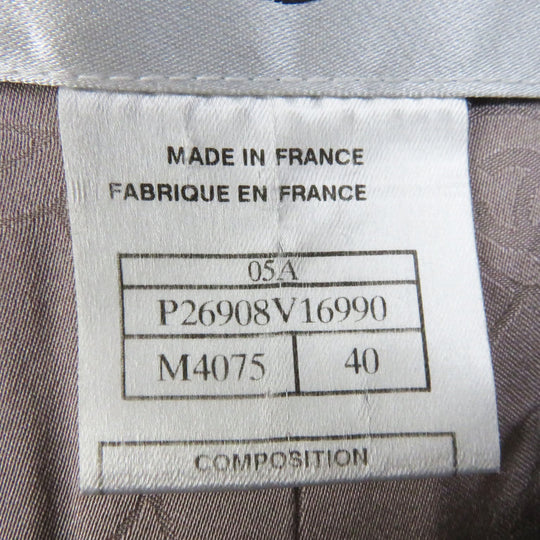 MADE IN FRANCE
FABRIQUE EN FRANCE
05A
P26908V16990
M4075 40
COMPOSITION